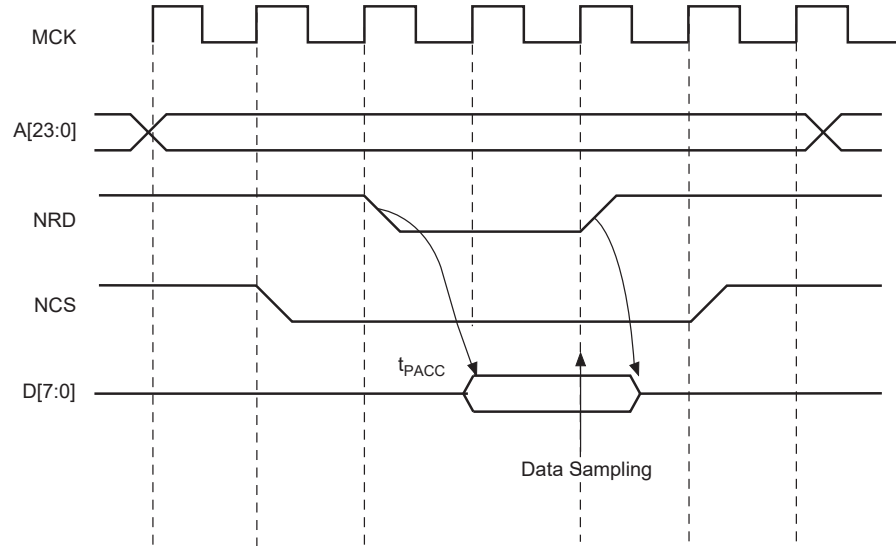 MCK
A[23:0]
NRD
NCS
tPACC
D[7:0]
Data Sampling